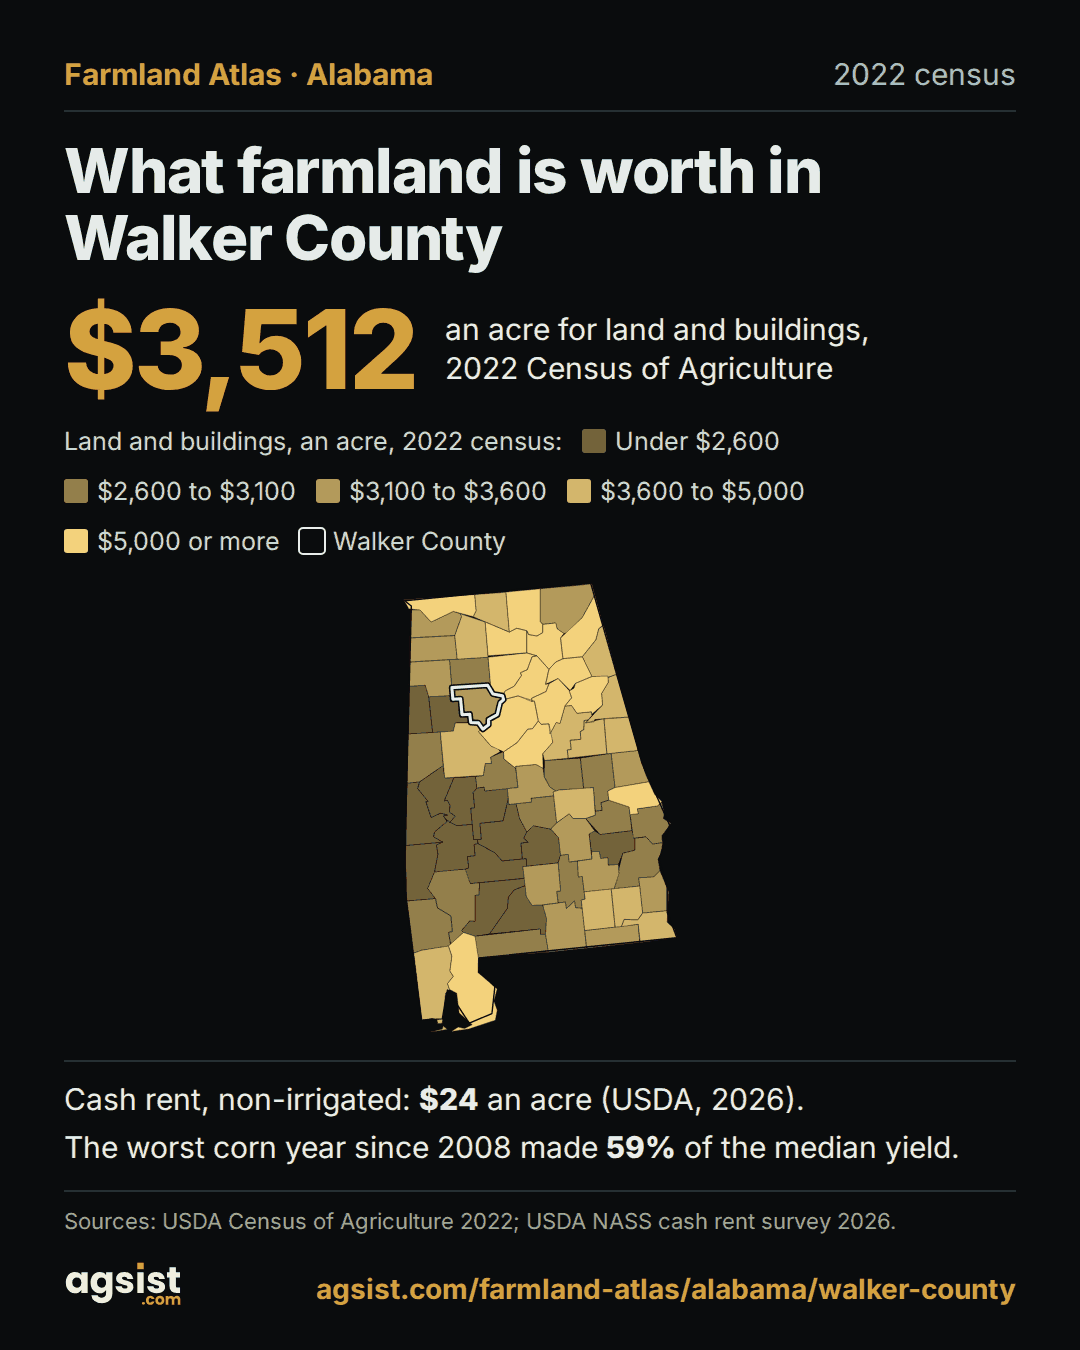 Farmland Atlas · Alabama
2022 census
What farmland is worth in
Walker County
$3,512
an acre for land and buildings,
2022 Census of Agriculture
Land and buildings, an acre, 2022 census: Under $2,600
$2,600 to $3,100 $3,100 to $3,600 $3,600 to $5,000
$5,000 or more Walker County
Cash rent, non-irrigated: $24 an acre (USDA, 2026).
The worst corn year since 2008 made 59% of the median yield.
Sources: USDA Census of Agriculture 2022; USDA NASS cash rent survey 2026.
agsist
.com
agsist.com/farmland-atlas/alabama/walker-county